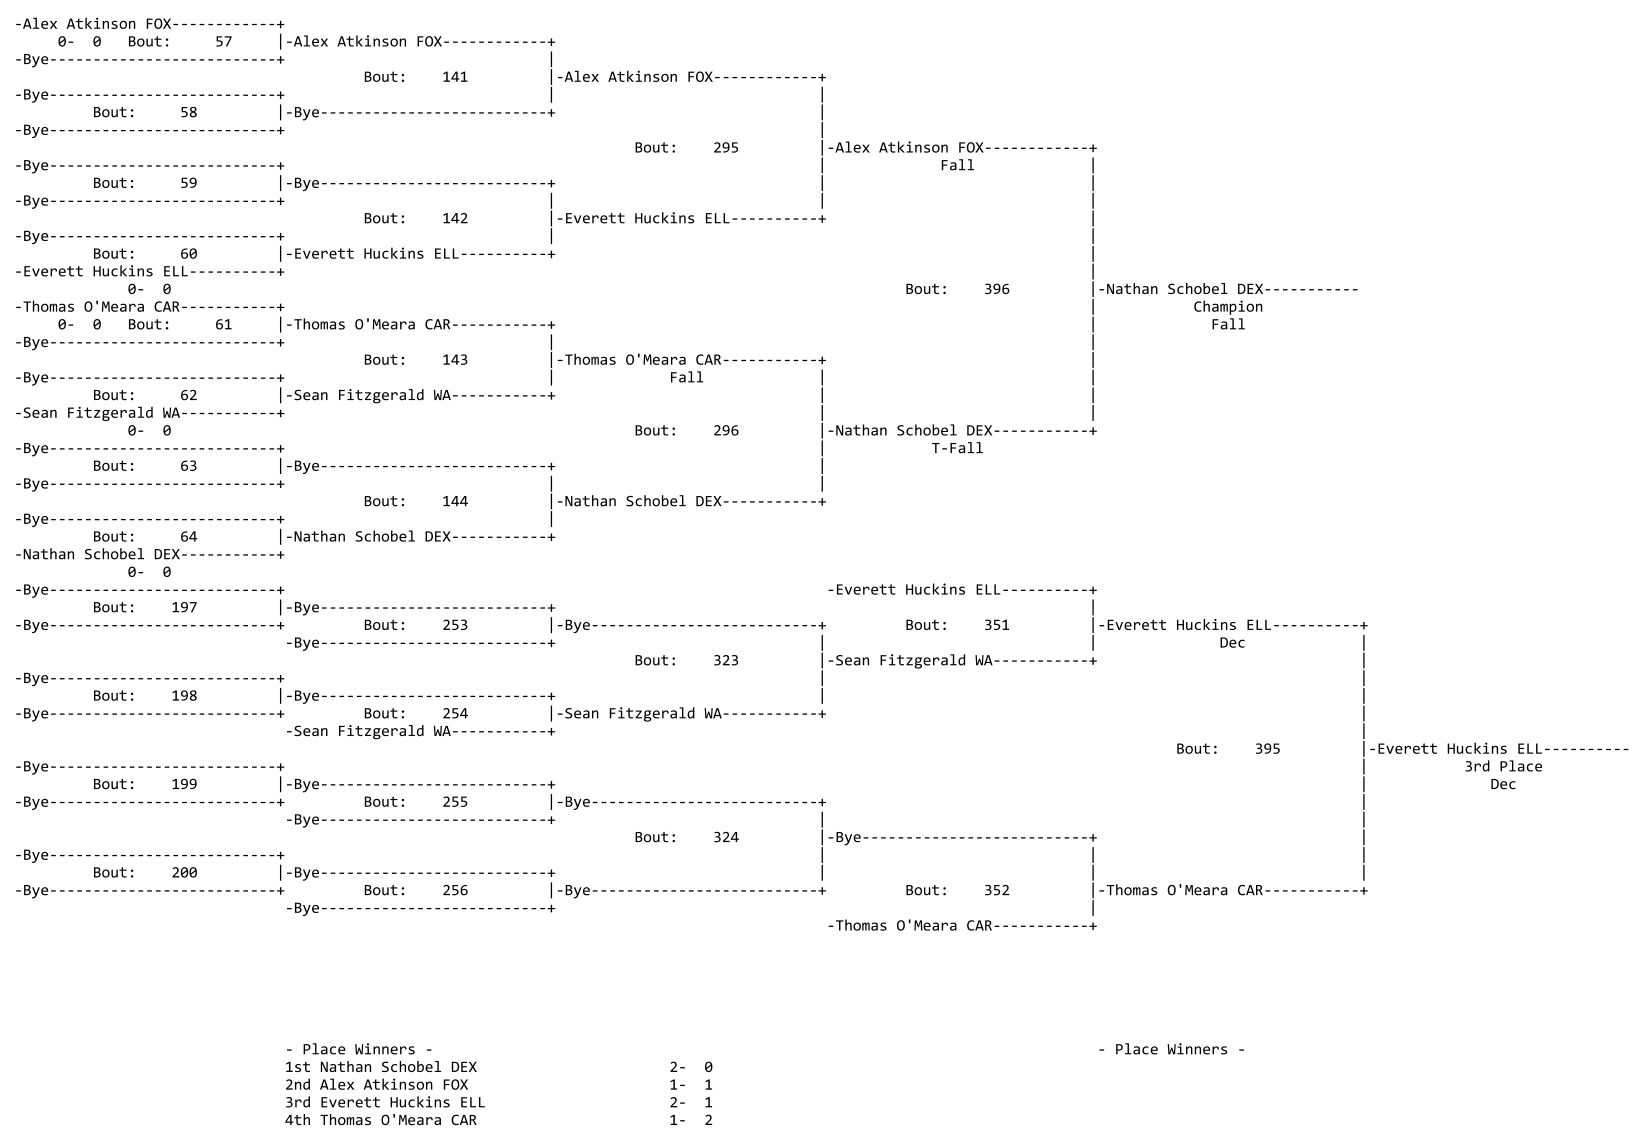 -Alex Atkinson FOX------------+
0-  0   Bout:     57     |-Alex Atkinson FOX------------+
-Bye--------------------------+                              |
Bout:    141          |-Alex Atkinson FOX------------+
-Bye--------------------------+                              |                              |
Bout:     58         |-Bye--------------------------+                              |
-Bye--------------------------+                                                             |
Bout:    295         |-Alex Atkinson FOX------------+
-Bye--------------------------+                                                             |             Fall             |
Bout:     59         |-Bye--------------------------+                              |                              |
-Bye--------------------------+                              |                              |                              |
Bout:    142          |-Everett Huckins ELL----------+                              |
-Bye--------------------------+                              |                                                             |
Bout:     60         |-Everett Huckins ELL----------+                                                             |
-Everett Huckins ELL----------+                                                                                            |
0-  0                                                                                    Bout:    396         |-Nathan Schobel DEX-----------
-Thomas O'Meara CAR-----------+                                                                                            |           Champion
0-  0   Bout:     61     |-Thomas O'Meara CAR-----------+                                                             |             Fall
-Bye--------------------------+                              |                                                             |
Bout:    143          |-Thomas O'Meara CAR-----------+                              |
-Bye--------------------------+                              |             Fall             |                              |
Bout:     62         |-Sean Fitzgerald WA-----------+                              |                              |
-Sean Fitzgerald WA-----------+                                                             |                              |
0-  0                                                     Bout:    296         |-Nathan Schobel DEX-----------+
-Bye--------------------------+                                                             |            T-Fall
Bout:     63         |-Bye--------------------------+                              |
-Bye--------------------------+                              |                              |
Bout:    144          |-Nathan Schobel DEX-----------+
-Bye--------------------------+                              |
Bout:     64         |-Nathan Schobel DEX-----------+
-Nathan Schobel DEX-----------+
0-  0
-Bye--------------------------+                                                              -Everett Huckins ELL----------+
Bout:    197         |-Bye--------------------------+                                                             |
-Bye--------------------------+         Bout:    253         |-Bye--------------------------+         Bout:    351         |-Everett Huckins ELL----------+
-Bye--------------------------+                              |                              |             Dec              |
Bout:    323         |-Sean Fitzgerald WA-----------+                              |
-Bye--------------------------+                                                             |                                                             |
Bout:    198         |-Bye--------------------------+                              |                                                             |
-Bye--------------------------+         Bout:    254         |-Sean Fitzgerald WA-----------+                                                             |
-Sean Fitzgerald WA-----------+                                                                                            |
Bout:    395         |-Everett Huckins ELL----------
-Bye--------------------------+                                                                                                                           |           3rd Place
Bout:    199         |-Bye--------------------------+                                                                                            |              Dec
-Bye--------------------------+         Bout:    255         |-Bye--------------------------+                                                             |
-Bye--------------------------+                              |                                                             |
Bout:    324         |-Bye--------------------------+                              |
-Bye--------------------------+                                                             |                              |                              |
Bout:    200         |-Bye--------------------------+                              |                              |                              |
-Bye--------------------------+         Bout:    256         |-Bye--------------------------+         Bout:    352         |-Thomas O'Meara CAR-----------+
-Bye--------------------------+                                                             |
-Thomas O'Meara CAR-----------+
- Place Winners -                                                                            - Place Winners -
1st Nathan Schobel DEX                      2-  0
2nd Alex Atkinson FOX                       1-  1
3rd Everett Huckins ELL                     2-  1
4th Thomas O'Meara CAR                      1-  2